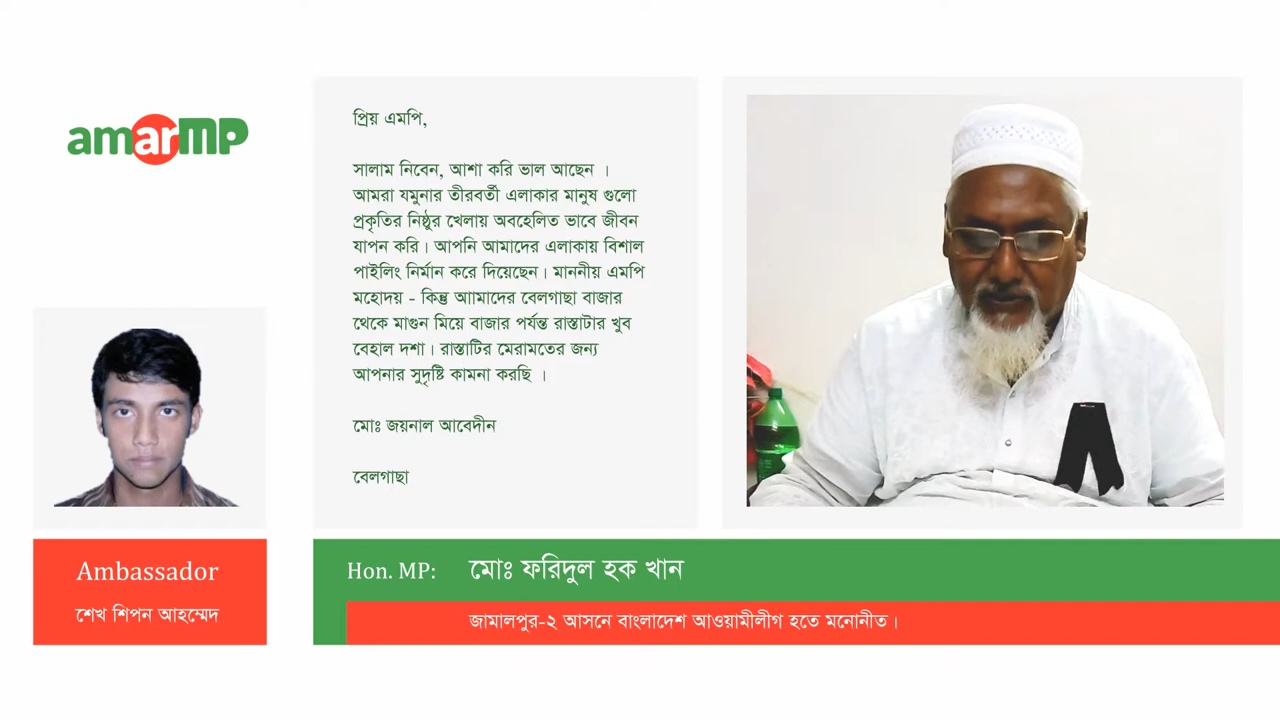 amarMP
প্রিয় এমপি,
সালাম নিবেন, আশা করি ভাল আছেন ।
আমরা যমুনার তীরবর্তী এলাকার মানুষ গুলো
প্রকৃতির নিষ্ঠুর খেলায় অবহেলিত ভাবে জীবন
যাপন করি। আপনি আমাদের এলাকায় বিশাল
পাইলিং নির্মান করে দিয়েছেন। মাননীয় এমপি
মহোদয় - কিন্তু আামাদের বেলগাছা বাজার
থেকে মাগুন মিয়ে বাজার পর্যন্ত রাস্তাটার খুব
বেহাল দশা। রাস্তাটির মেরামতের জন্য
আপনার সুদৃষ্টি কামনা করছি ।
মোঃ জয়নাল আবেদীন
বেলগাছা
Ambassador
শেখ শিপন আহম্মেদ
Hon. MP: মোঃ ফরিদুল হক খান
জামালপুর-২ আসনে বাংলাদেশ আওয়ামীলীগ হতে মনোনীত।